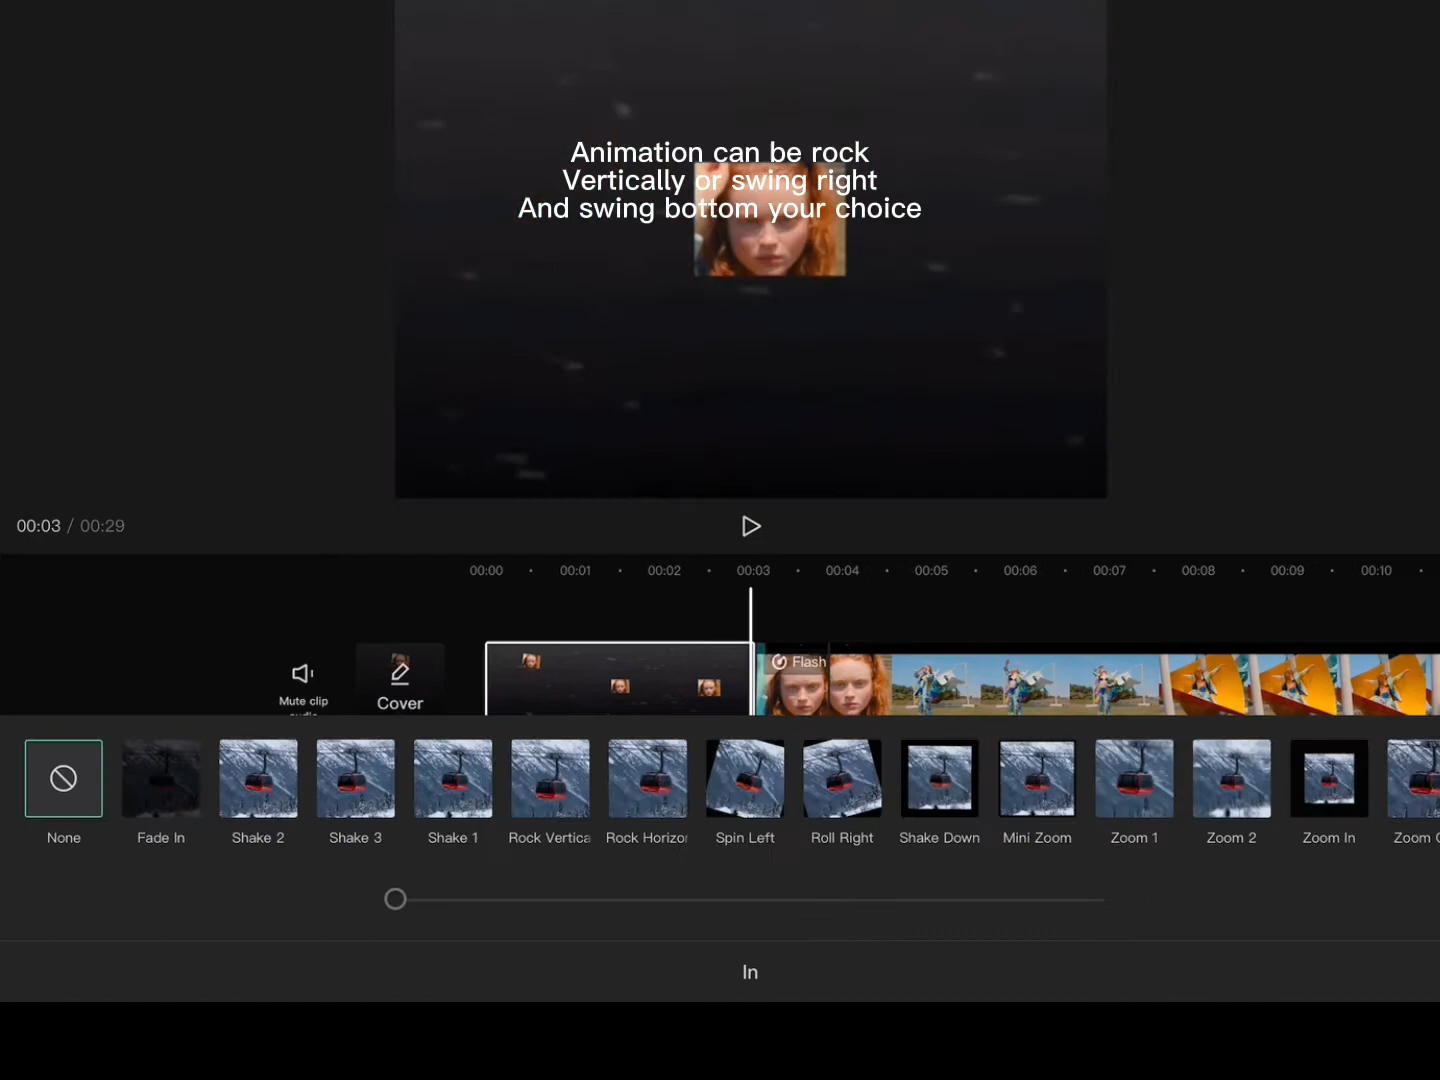 Animation can be rock
Vertically or swing right
And swing bottom your choice
00:03 / 00:29
00:00
00:01
00:02
00:03
00:04
00:05
00:06
00:07
00:08
00:09
00:10
Mute clip
audio
Cover
Flash
None
Fade In
Shake 2
Shake 3
Shake 1
Rock Vertica
Rock Horizo
Spin Left
Roll Right
Shake Down
Mini Zoom
Zoom 1
Zoom 2
Zoom In
Zoom
In